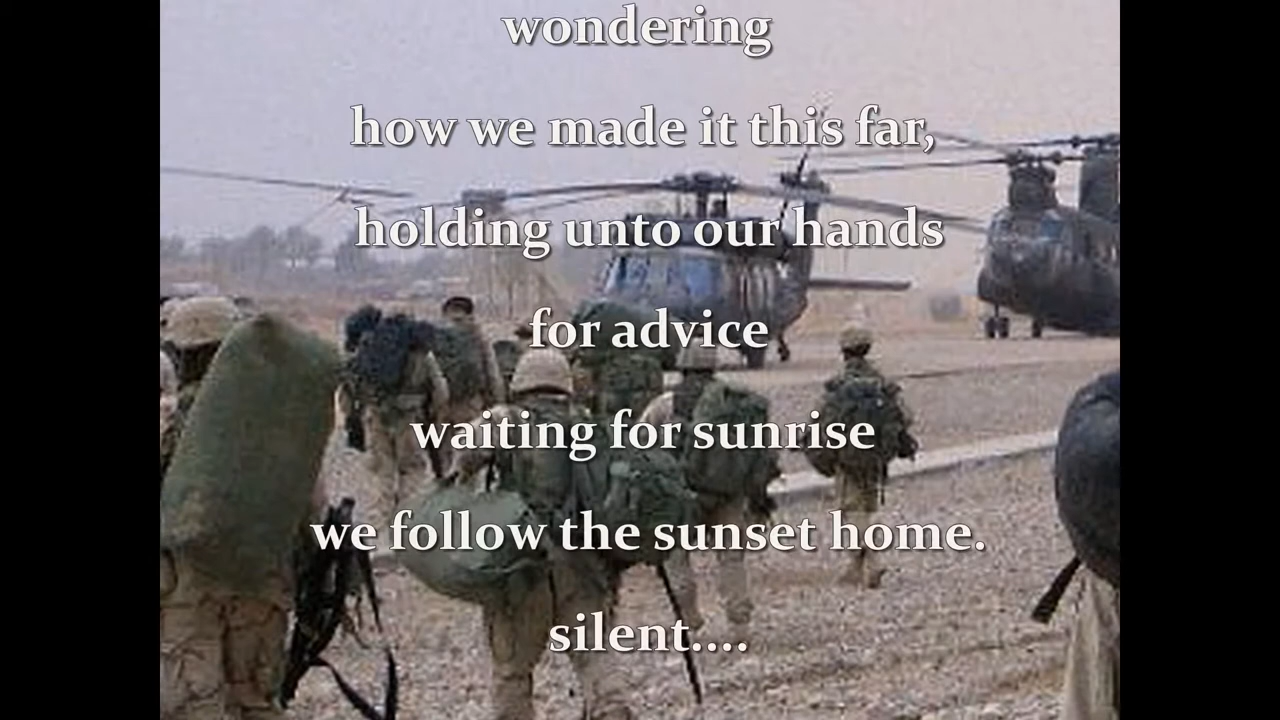 wondering
how we made it this far,
holding unto our hands
for advice
waiting for sunrise
we follow the sunset home.
silent....